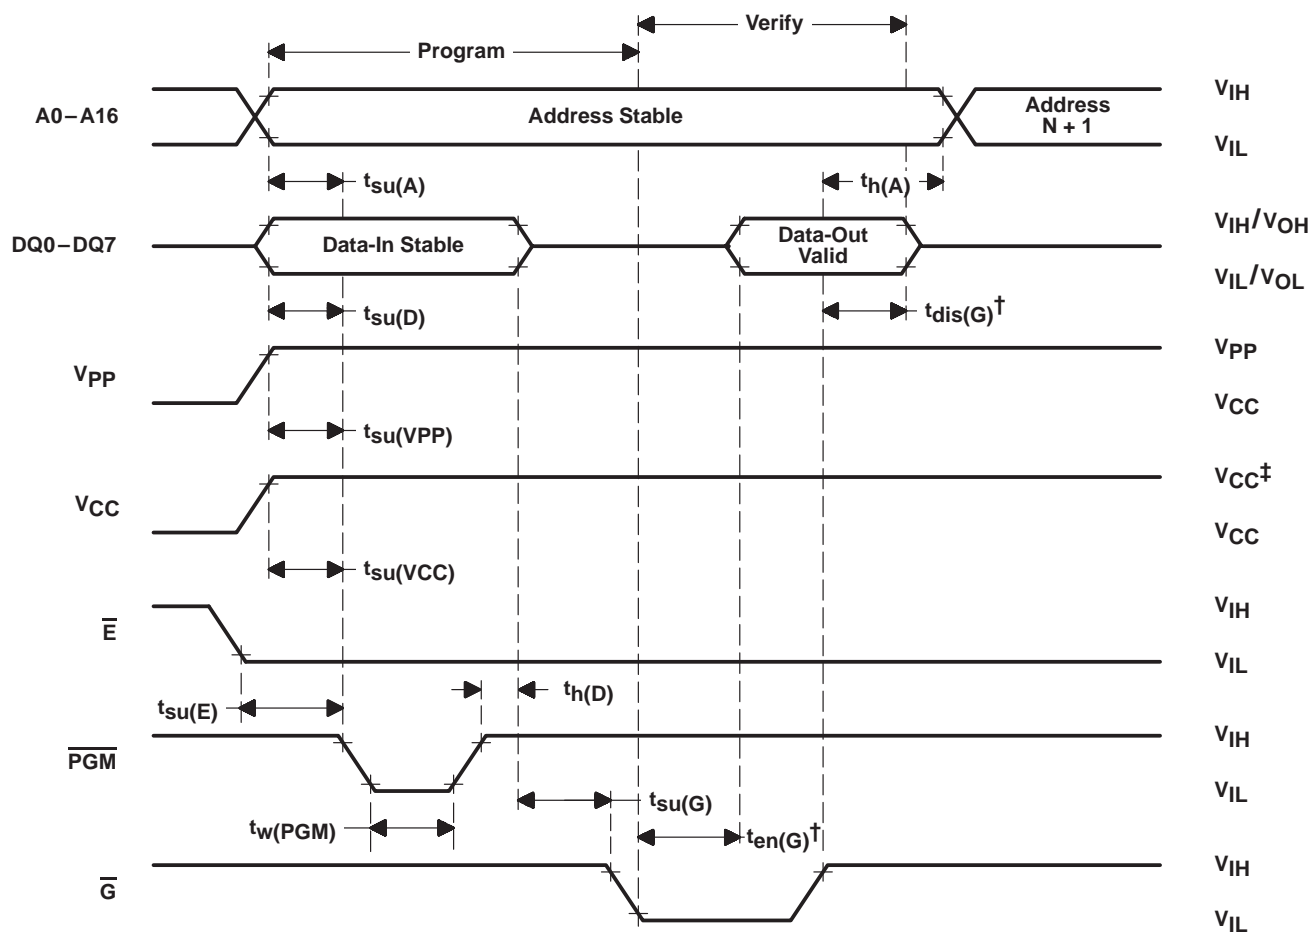 Verify
Program
A0–A16
Address Stable
Address
N + 1
VIH
VIL
tsu(A)
th(A)
DQ0–DQ7
Data-In Stable
Data-Out
Valid
VIH/VOH
VIL/VOL
tsu(D)
tdis(G)†
VPP
VPP
VCC
tsu(VPP)
VCC
VCC‡
VCC
tsu(VCC)
E
VIH
VIL
th(D)
tsu(E)
PGM
VIH
VIL
tsu(G)
tw(PGM)
ten(G)†
G
VIH
VIL